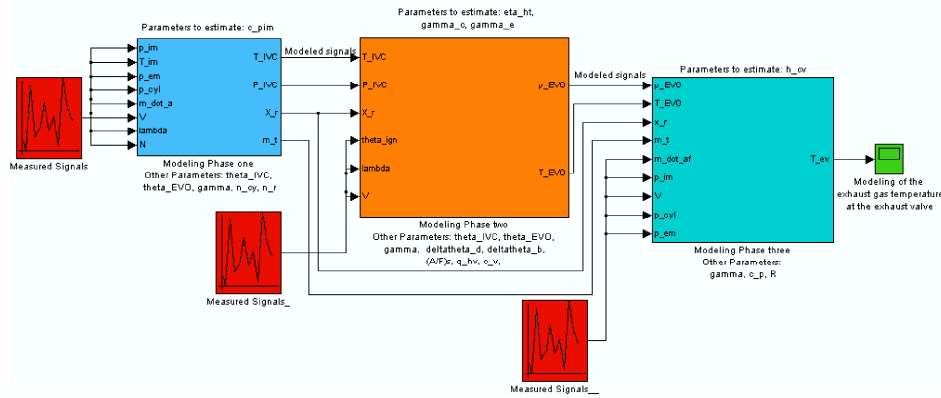 Parameters to estimate: c_pim
p_im
T_im
p_em
p_cyl
m_dot_a
V
lambda
N
T_IVC
P_IVC
X_r
m_t
Modeling Phase one
Other Parameters: theta_IVC,
theta_EVO, gamma, n_cy, n_r
Measured Signals
Modeled signals
Parameters to estimate: eta_ht,
gamma_c, gamma_e
T_IVC
P_IVC
X_r
theta_ign
lambda
V
p_EVO
T_EVO
Modeling Phase two
Other Parameters: theta_IVC, theta_EVO,
gamma, deltatheta_d, deltatheta_b,
(A/F)s, q_hv, c_v,
Measured Signals_
Modeled signals
Parameters to estimate: h_cv
p_EVO
T_EVO
x_r
m_t
m_dot_af
p_im
V
p_cyl
p_em
T_ev
Modeling Phase three
Other Parameters:
gamma, c_p, R
Measured Signals__
Modeling of the
exhaust gas temperature
at the exhaust valve